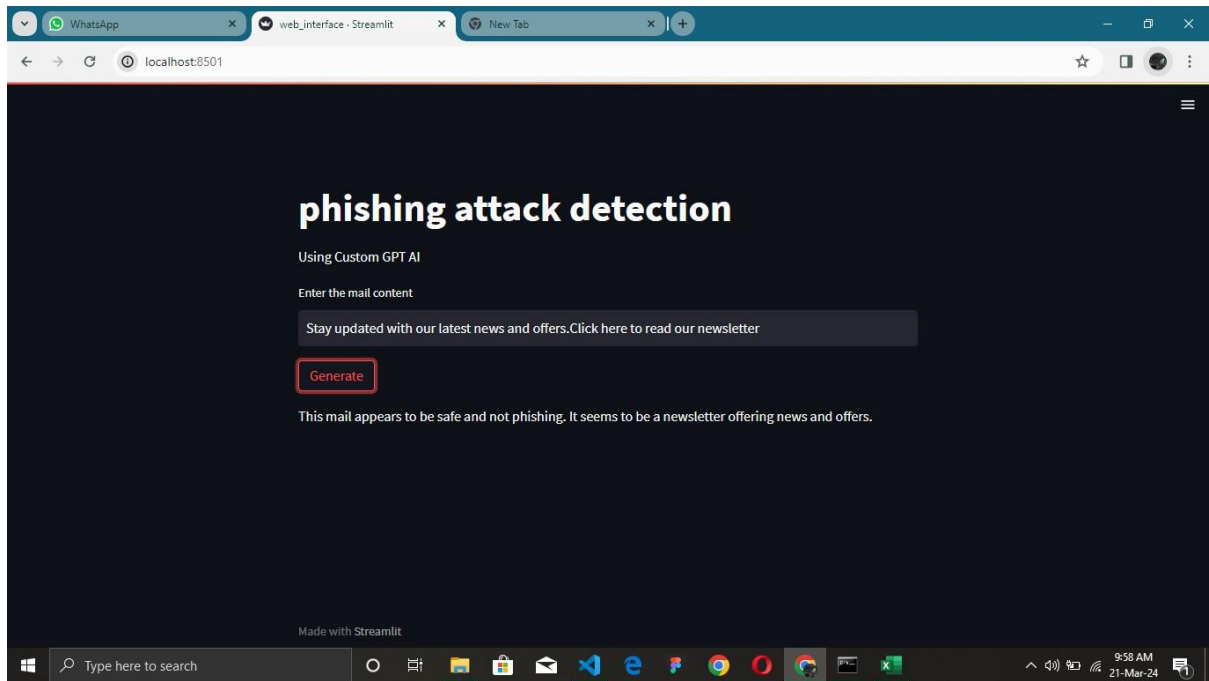 WhatsApp
web_interface · Streamlit
New Tab
localhost:8501
phishing attack detection
Using Custom GPT AI
Enter the mail content
Stay updated with our latest news and offers.Click here to read our newsletter
Generate
This mail appears to be safe and not phishing. It seems to be a newsletter offering news and offers.
Made with Streamlit
Type here to search
9:58 AM
21-Mar-24
1